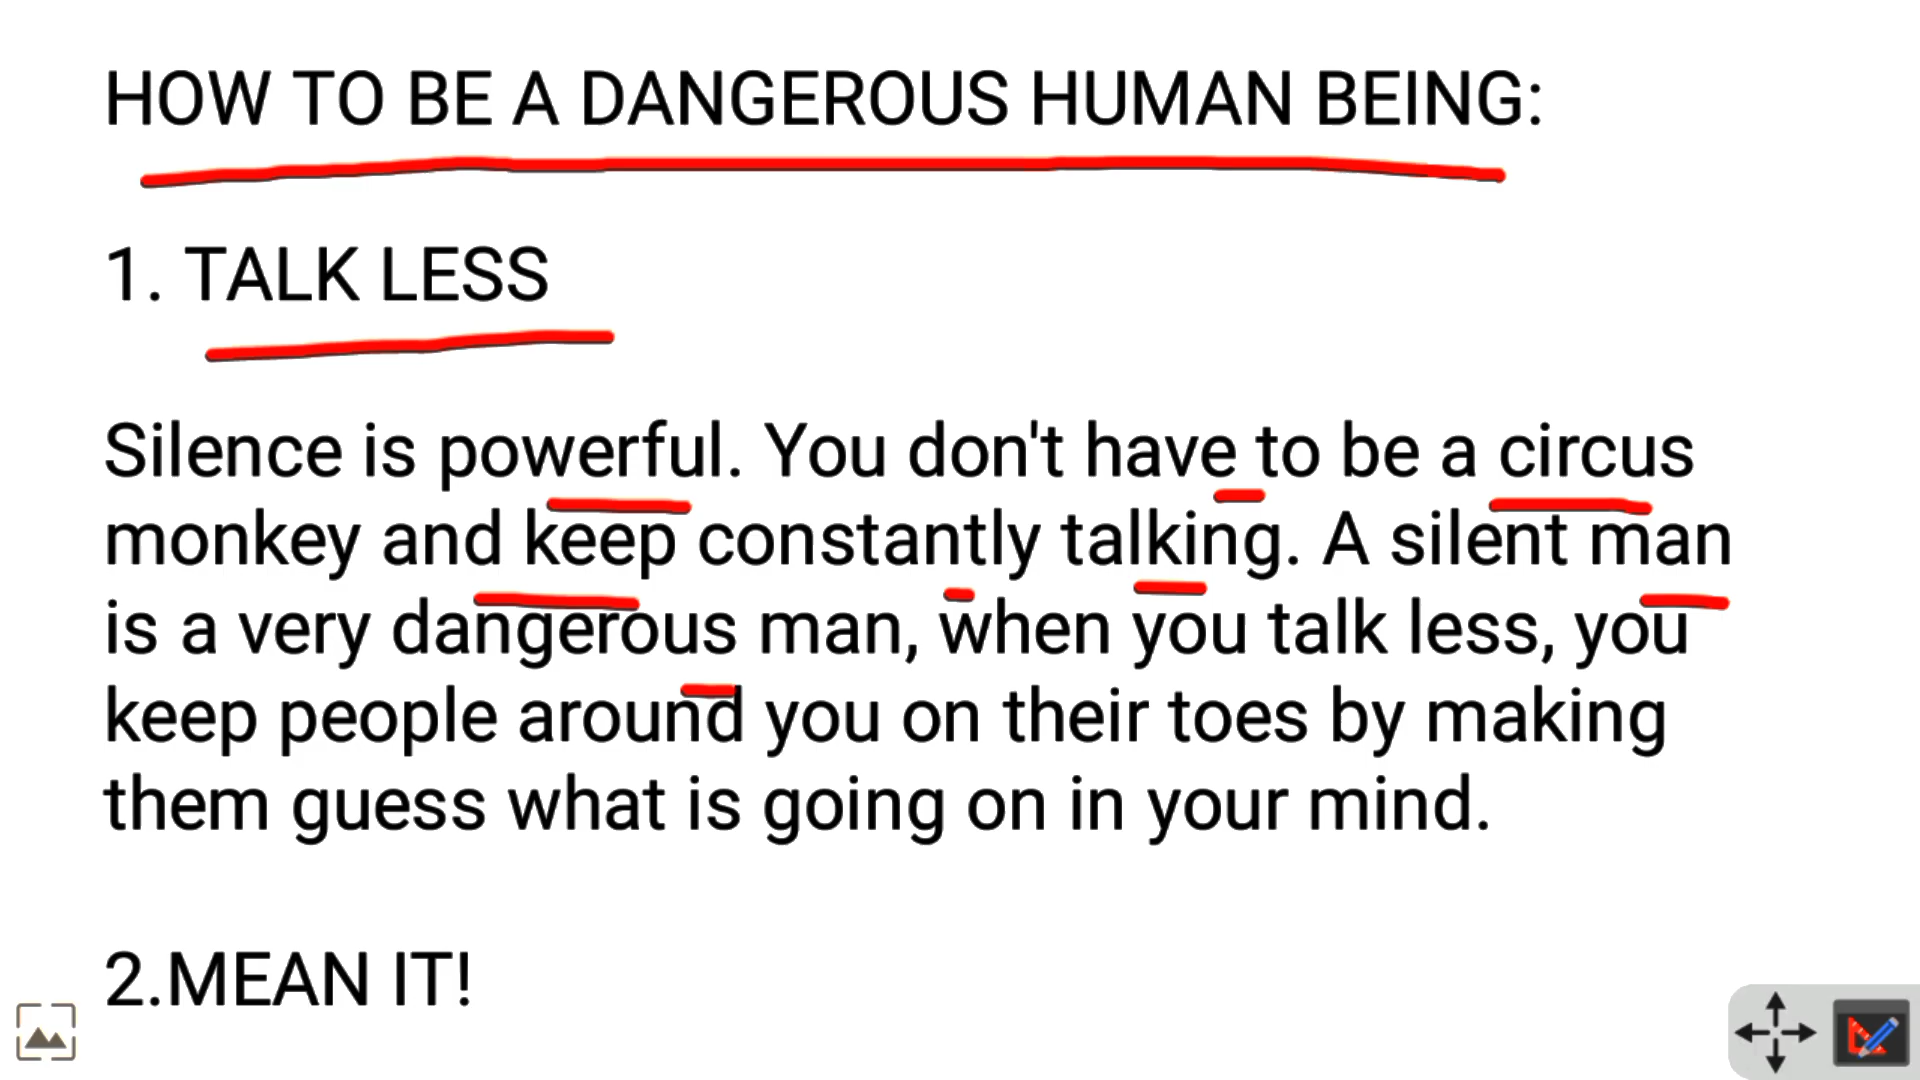 HOW TO BE A DANGEROUS HUMAN BEING:
1. TALK LESS
Silence is powerful. You don't have to be a circus
monkey and keep constantly talking. A silent man
is a very dangerous man, when you talk less, you
keep people around you on their toes by making
them guess what is going on in your mind.
2.MEAN IT!